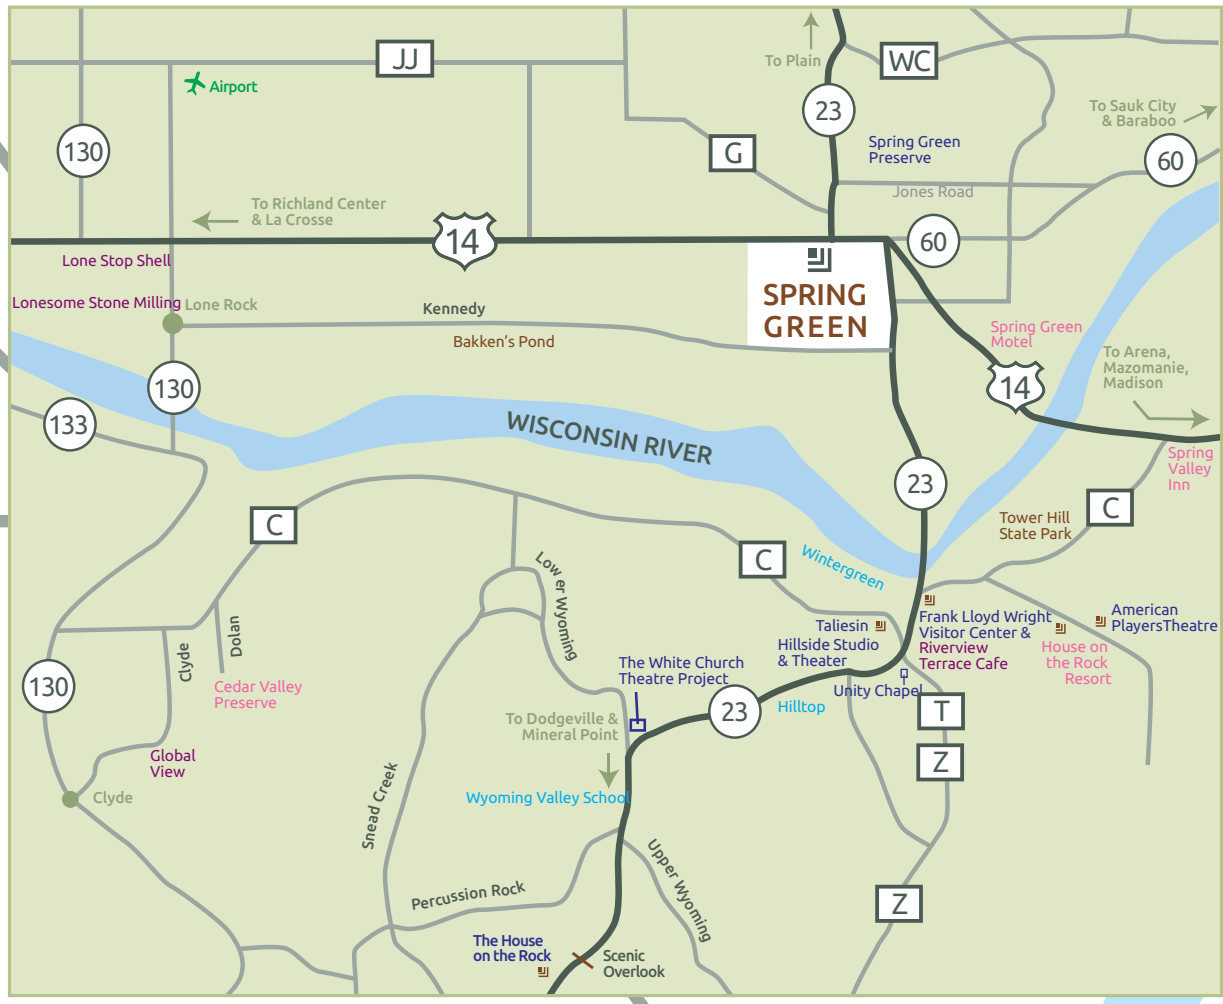 To Plain
JJ
WC
Airport
23
To Sauk City
& Baraboo
130
G
Spring Green
Preserve
60
Jones Road
To Richland Center
& La Crosse
14
60
Lone Stop Shell
SPRING
GREEN
Lonesome Stone Milling
Lone Rock
Kennedy
Bakken's Pond
Spring Green
Motel
To Arena,
Mazomanie,
Madison
14
130
133
WISCONSIN RIVER
Spring
Valley
Inn
23
C
C
Tower Hill
State Park
C
Wintergreen
Lower Wyoming
Dolan
Clyde
Taliesin
Frank Lloyd Wright
Visitor Center &
Riverview
Terrace Cafe
American
PlayersTheatre
Hillside Studio
& Theater
House on
the Rock
Resort
The White Church
Theatre Project
130
Cedar Valley
Preserve
Unity Chapel
Hilltop
23
T
To Dodgeville &
Mineral Point
Global
View
Z
Clyde
Snead Creek
Wyoming Valley School
Upper Wyoming
Percussion Rock
Z
The House
on the Rock
Scenic
Overlook